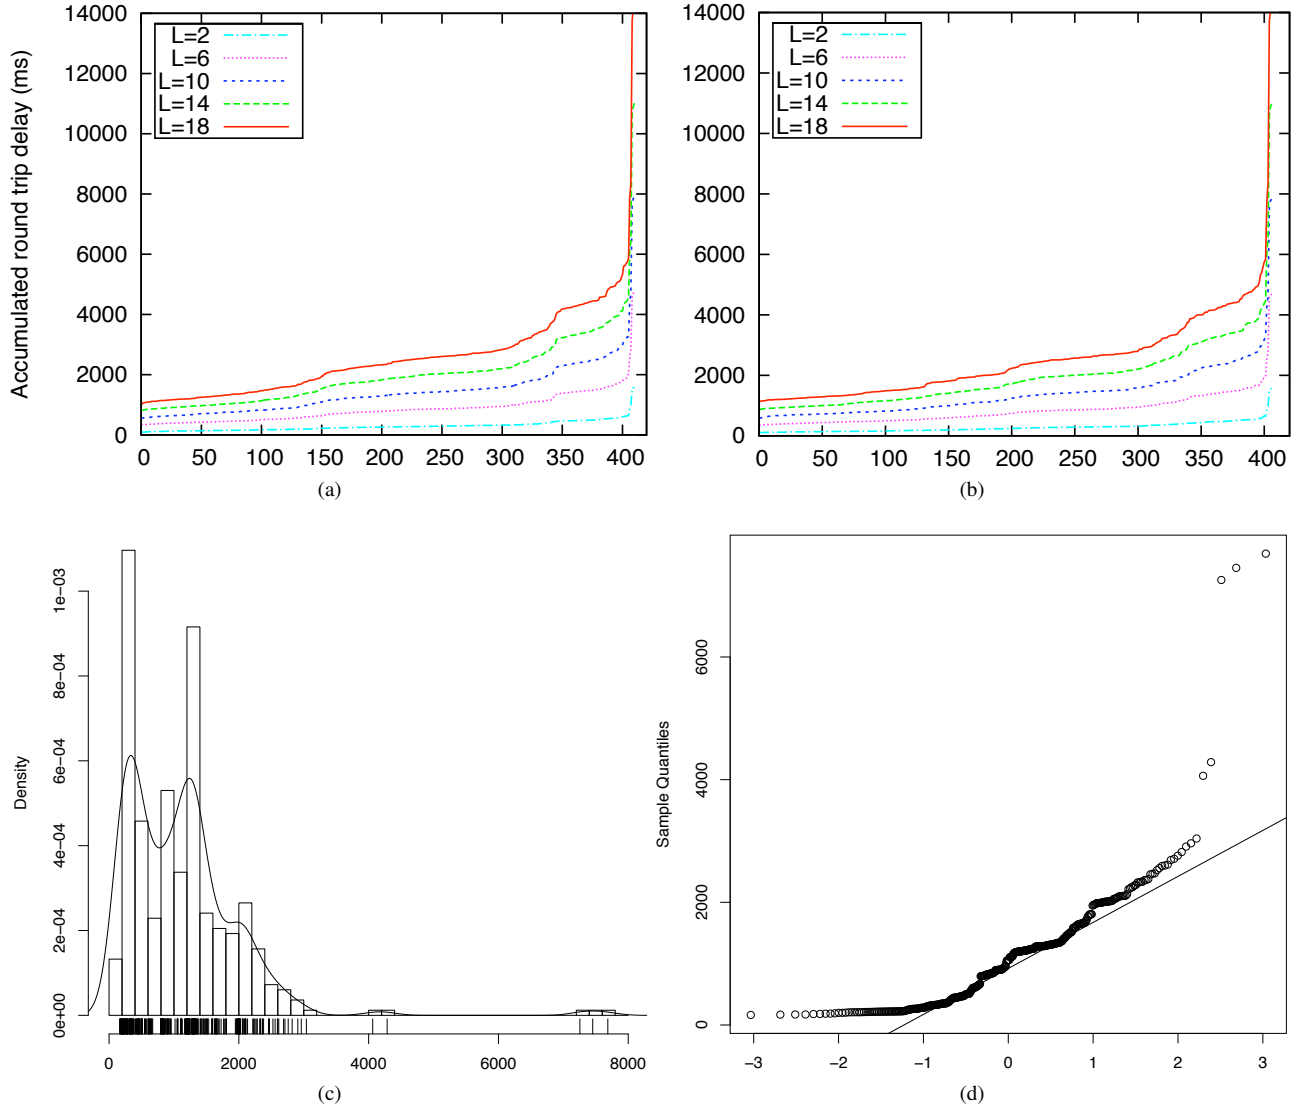 Accumulated round trip delay (ms)
14000
12000
10000
8000
6000
4000
2000
0
L=2
L=6
L=10
L=14
L=18
0 50 100 150 200 250 300 350 400
(a)
14000
12000
10000
8000
6000
4000
2000
0
L=2
L=6
L=10
L=14
L=18
0 50 100 150 200 250 300 350 400
(b)
Density
1e−03
8e−04
6e−04
4e−04
2e−04
0e+00
0 2000 4000 6000 8000
(c)
Sample Quantiles
6000
4000
2000
0
−3 −2 −1 0 1 2 3
(d)